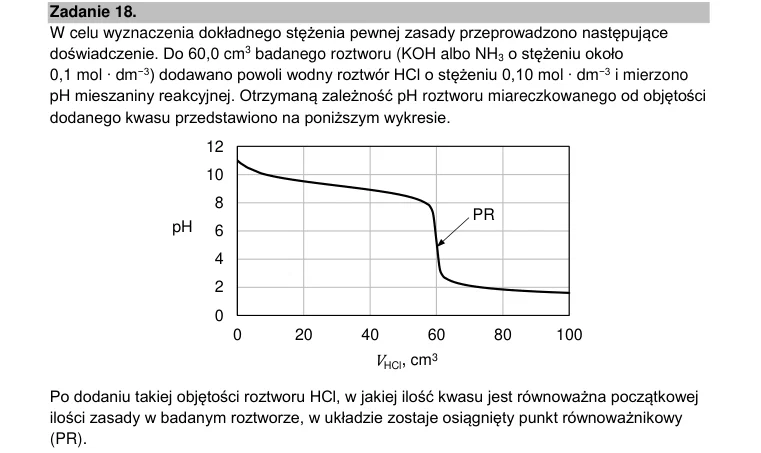 Zadanie 18.
W celu wyznaczenia dokładnego stężenia pewnej zasady przeprowadzono następujące
doświadczenie. Do 60,0 cm³ badanego roztworu (KOH albo NH₃ o stężeniu około
0,1 mol · dm⁻³) dodawano powoli wodny roztwór HCl o stężeniu 0,10 mol · dm⁻³ i mierzono
pH mieszaniny reakcyjnej. Otrzymaną zależność pH roztworu miareczkowanego od objętości
dodanego kwasu przedstawiono na poniższym wykresie.
12
10
8
PR
pH
6
4
2
0
0 20 40 60 80 100
V_HCl, cm³
Po dodaniu takiej objętości roztworu HCl, w jakiej ilość kwasu jest równoważna początkowej
ilości zasady w badanym roztworze, w układzie zostaje osiągnięty punkt równoważnikowy
(PR).